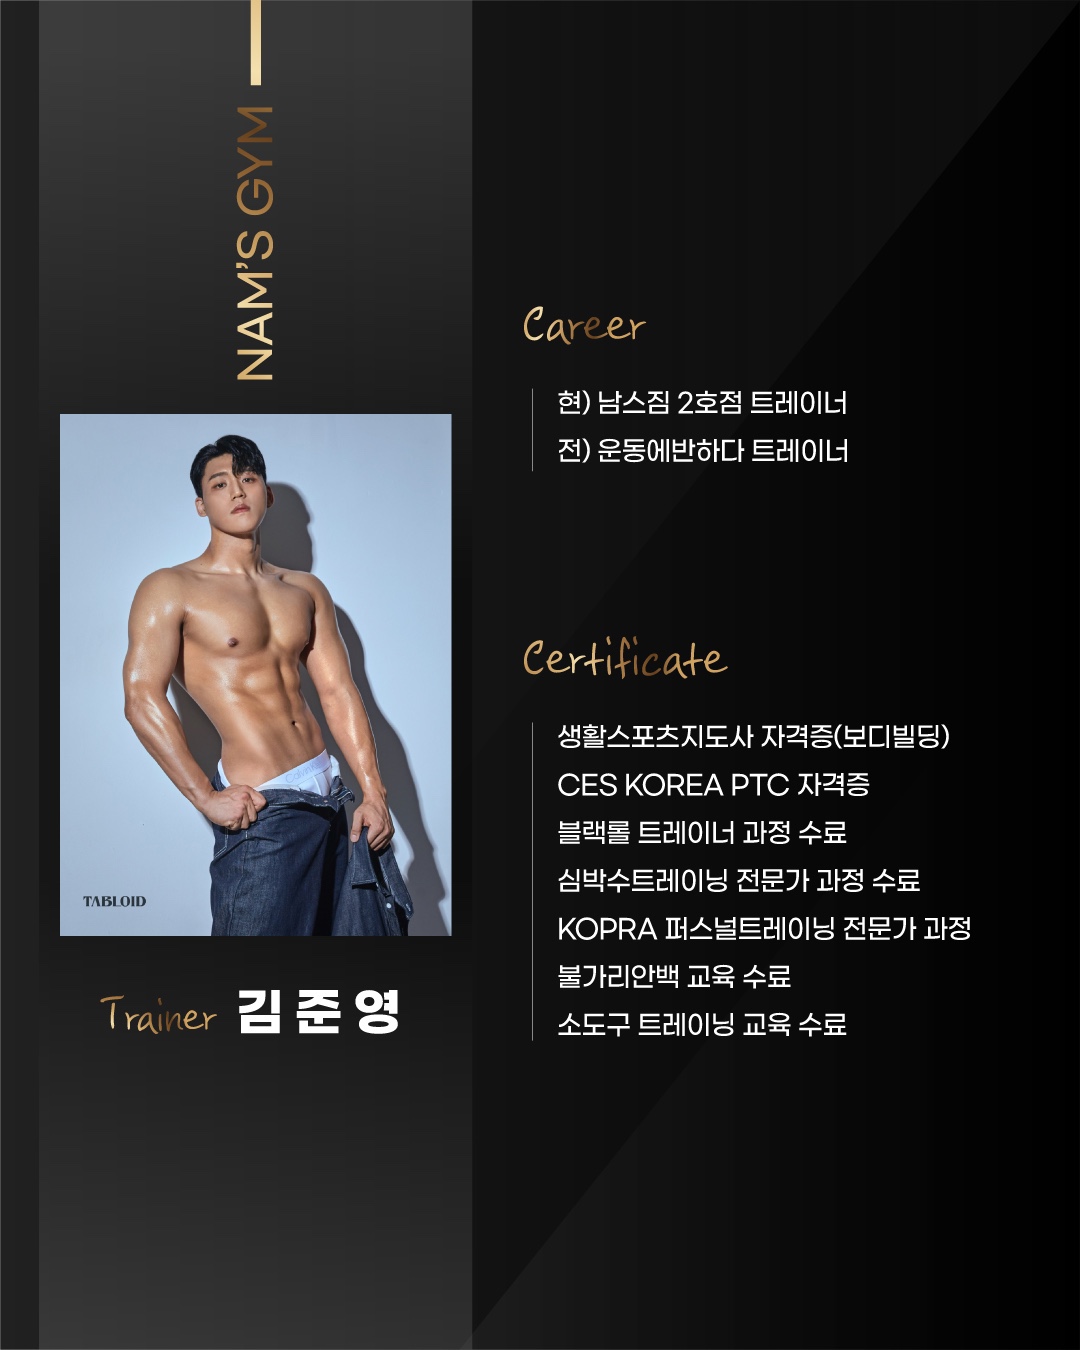 NAM'S GYM
Calvin Klein
TABLOID
Trainer 김준영
Career
현) 남스짐 2호점 트레이너
전) 운동에반하다 트레이너
Certificate
생활스포츠지도사 자격증(보디빌딩)
CES KOREA PTC 자격증
블랙롤 트레이너 과정 수료
심박수트레이닝 전문가 과정 수료
KOPRA 퍼스널트레이닝 전문가 과정
불가리안백 교육 수료
소도구 트레이닝 교육 수료